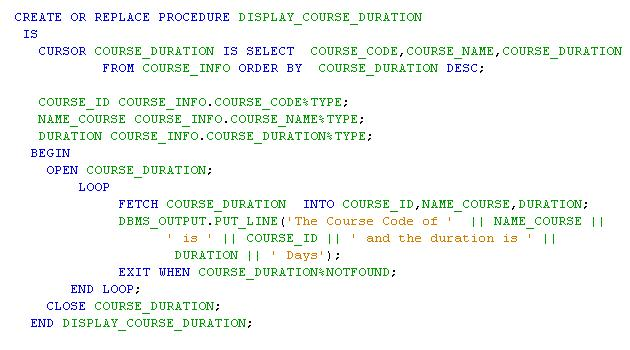 CREATE OR REPLACE PROCEDURE DISPLAY_COURSE_DURATION
IS
CURSOR COURSE_DURATION IS SELECT COURSE_CODE,COURSE_NAME,COURSE_DURATION
FROM COURSE_INFO ORDER BY COURSE_DURATION DESC;
COURSE_ID COURSE_INFO.COURSE_CODE%TYPE;
NAME_COURSE COURSE_INFO.COURSE_NAME%TYPE;
DURATION COURSE_INFO.COURSE_DURATION%TYPE;
BEGIN
OPEN COURSE_DURATION;
LOOP
FETCH COURSE_DURATION INTO COURSE_ID,NAME_COURSE,DURATION;
DBMS_OUTPUT.PUT_LINE('The Course Code of ' || NAME_COURSE ||
' is ' || COURSE_ID || ' and the duration is ' ||
DURATION || ' Days');
EXIT WHEN COURSE_DURATION%NOTFOUND;
END LOOP;
CLOSE COURSE_DURATION;
END DISPLAY_COURSE_DURATION;